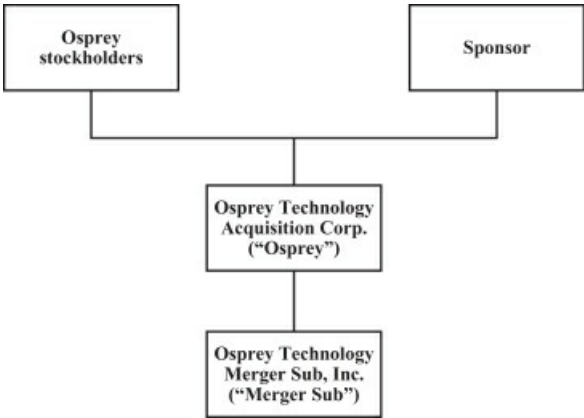 Osprey
stockholders
Sponsor
Osprey Technology
Acquisition Corp.
(“Osprey”)
Osprey Technology
Merger Sub, Inc.
(“Merger Sub”)